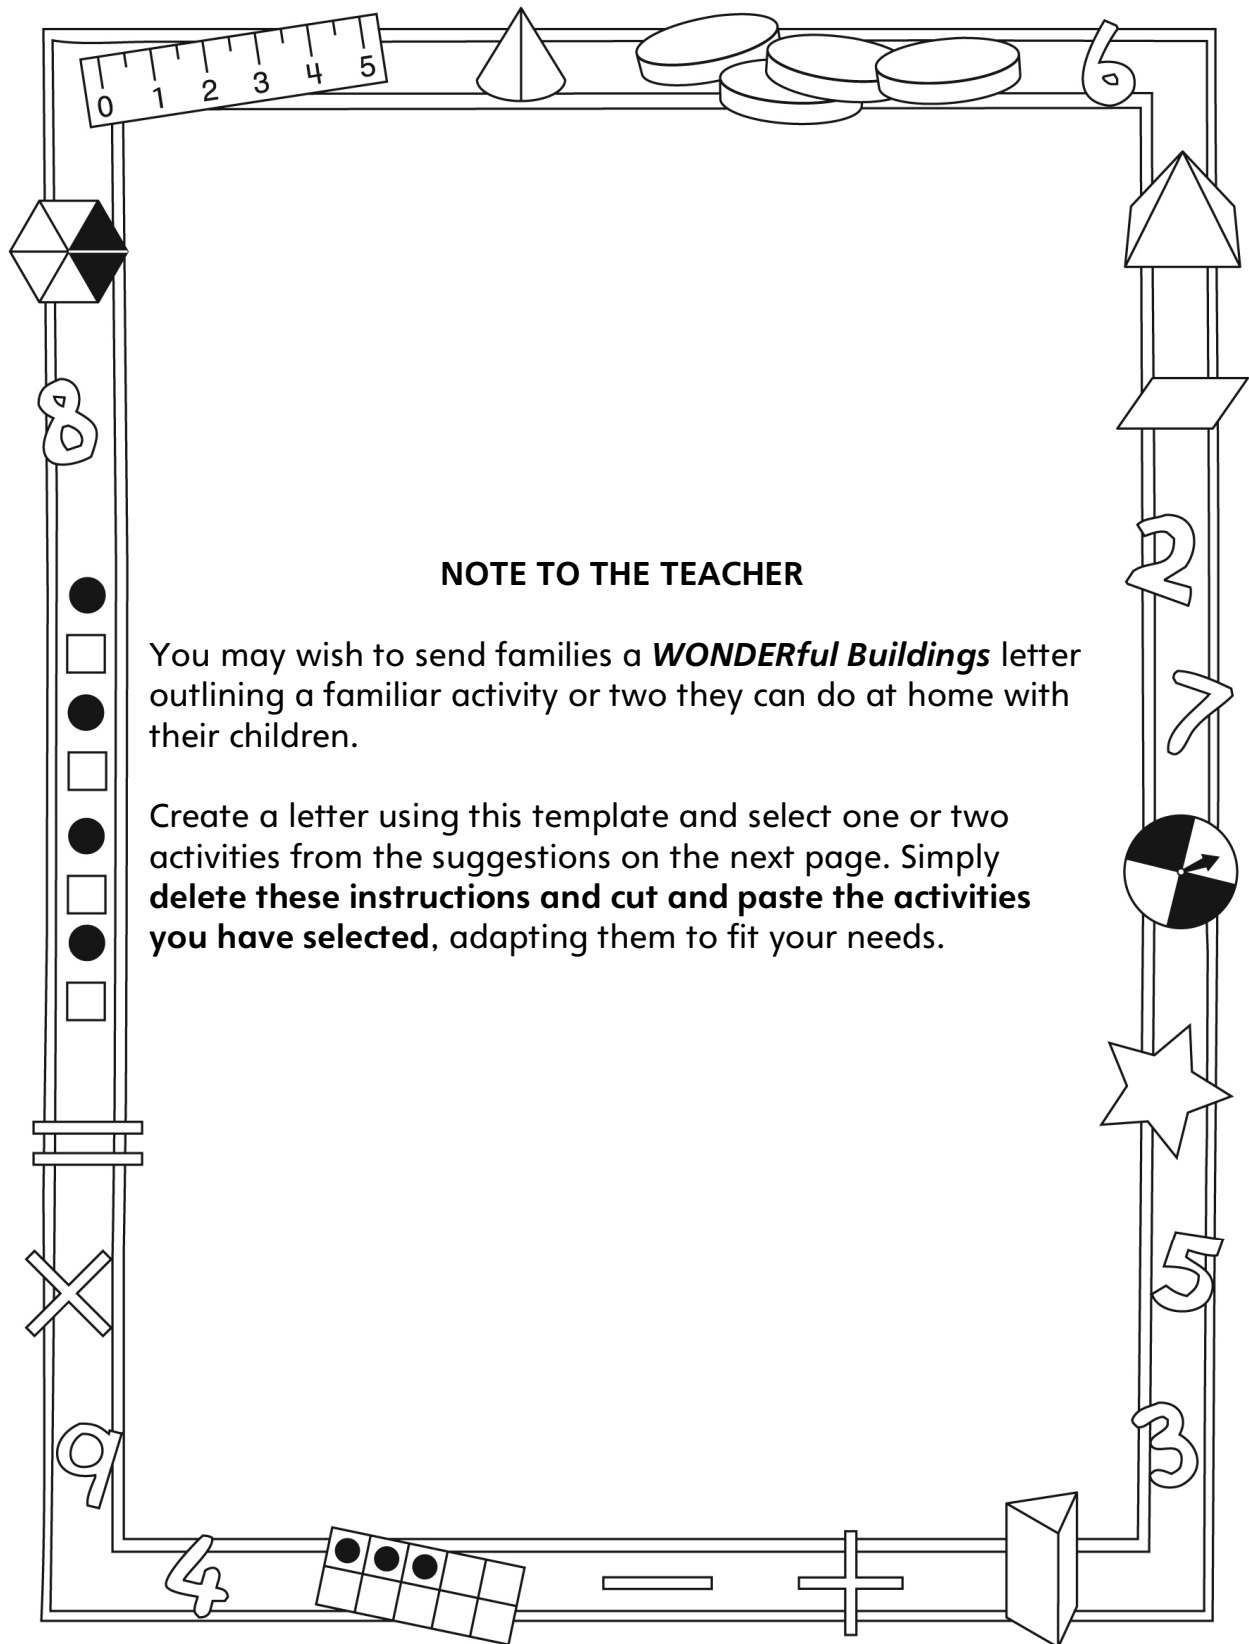 0 1 2 3 4 5
6
8
2
7
5
3
9
4
NOTE TO THE TEACHER
You may wish to send families a WONDERful Buildings letter
outlining a familiar activity or two they can do at home with
their children.
Create a letter using this template and select one or two
activities from the suggestions on the next page. Simply
delete these instructions and cut and paste the activities
you have selected, adapting them to fit your needs.